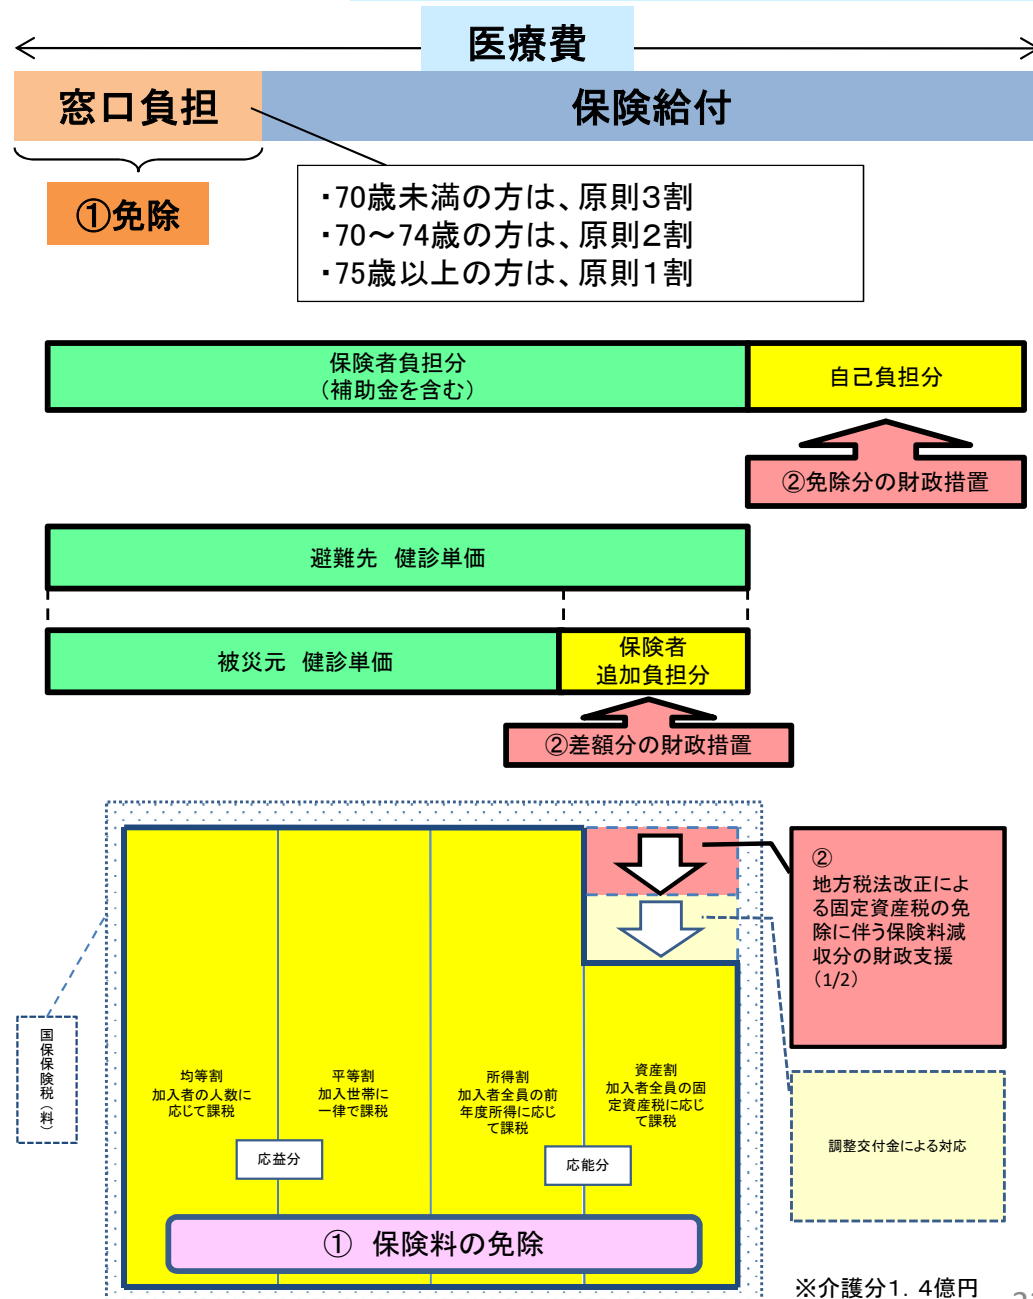 医療費
窓口負担
保険給付
①免除
・70歳未満の方は、原則3割
・70～74歳の方は、原則2割
・75歳以上の方は、原則1割
保険者負担分
（補助金を含む）
自己負担分
②免除分の財政措置
避難先 健診単価
被災元 健診単価
保険者
追加負担分
②差額分の財政措置
②
地方税法改正によ
る固定資産税の免
除に伴う保険料減
収分の財政支援
（1/2）
国保保険税（料）
均等割
加入者の人数に
応じて課税
平等割
加入世帯に
一律で課税
所得割
加入者全員の前
年度所得に応じ
て課税
資産割
加入者全員の固
定資産税に応じ
て課税
応益分
応能分
調整交付金による対応
① 保険料の免除
※介護分1．4億円